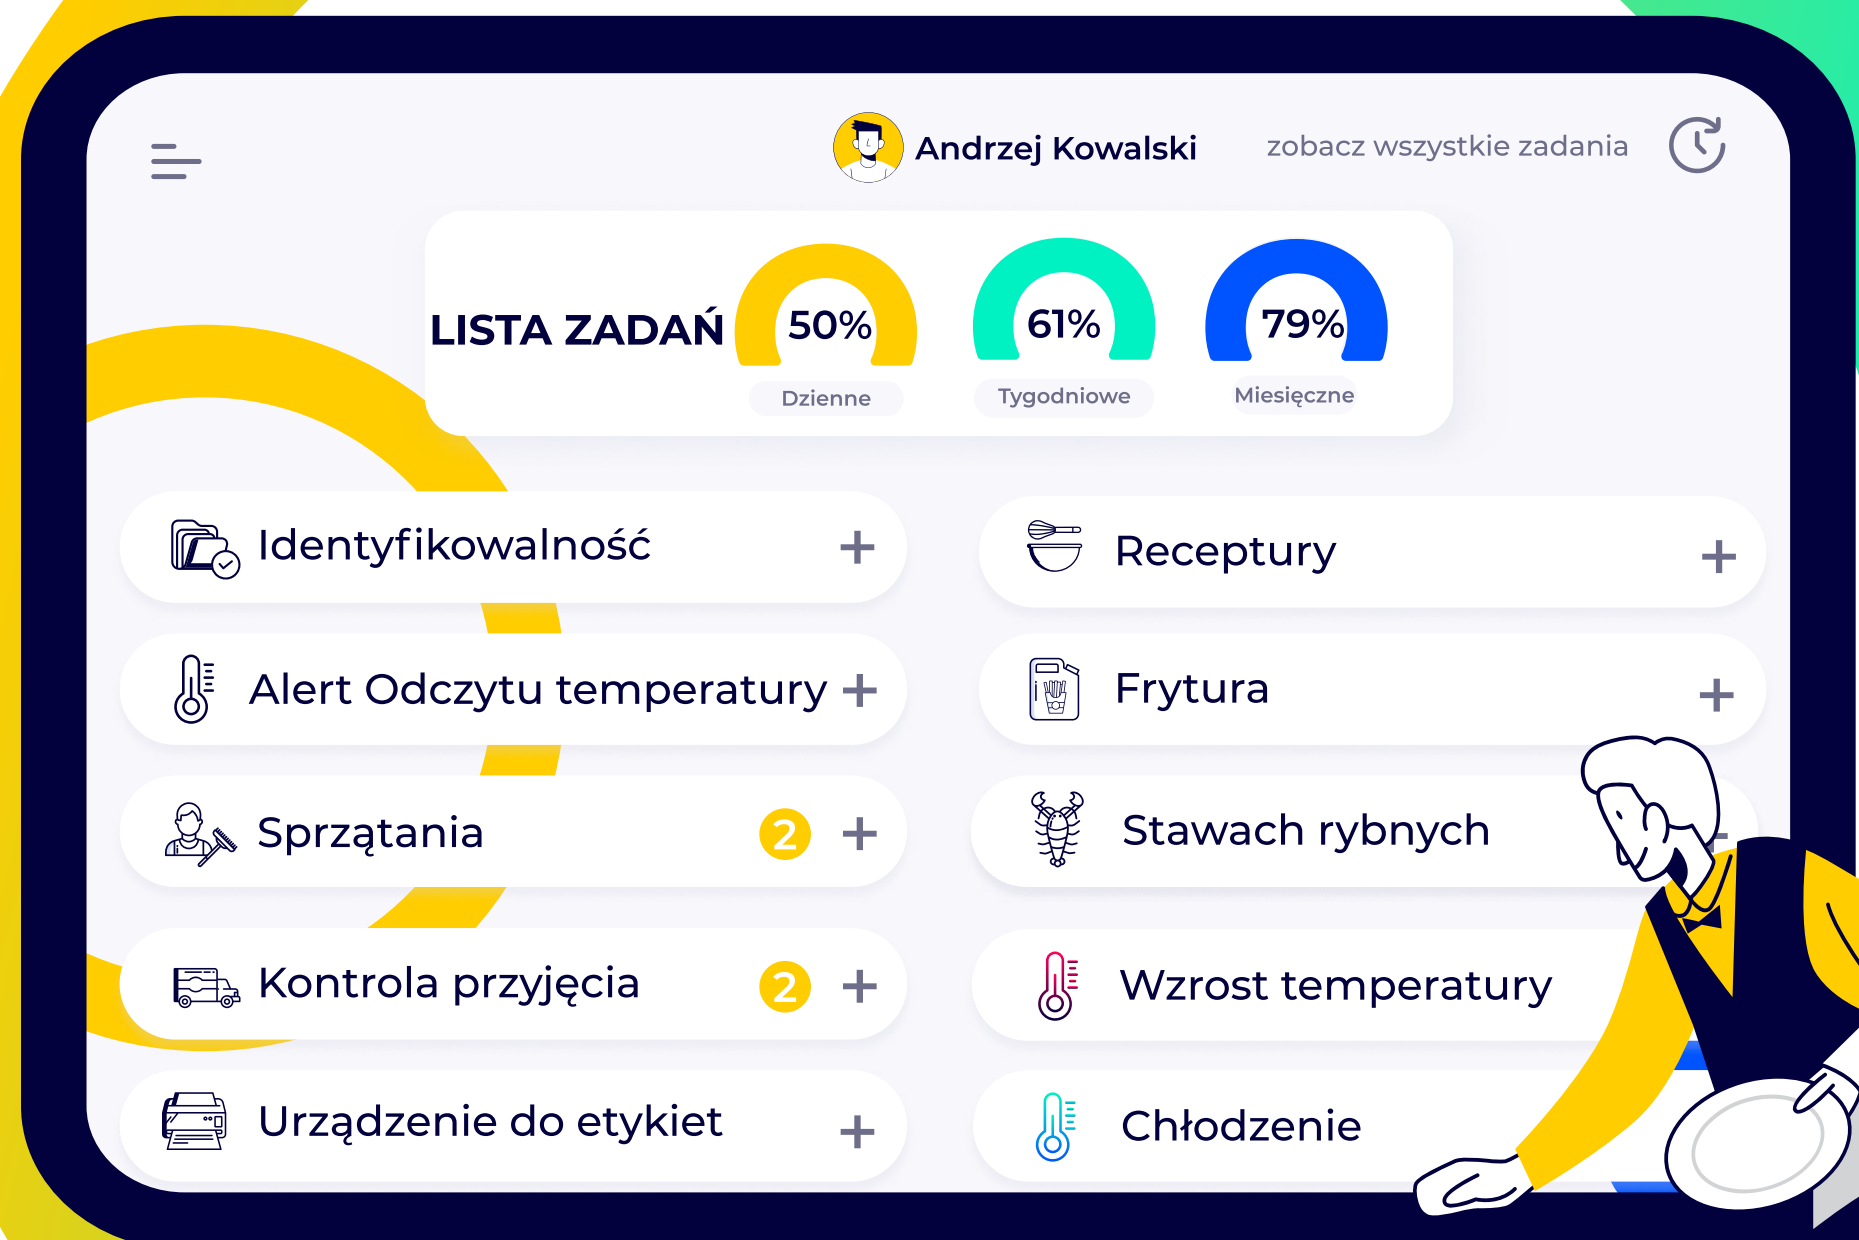 Andrzej Kowalski
zobacz wszystkie zadania
LISTA ZADAŃ
50%
61%
79%
Dzienne
Tygodniowe
Miesięczne
Identyfikowalność
Receptury
Alert Odczytu temperatury
Frytura
Sprzątania
2
Stawach rybnych
Kontrola przyjęcia
2
Wzrost temperatury
Urządzenie do etykiet
Chłodzenie